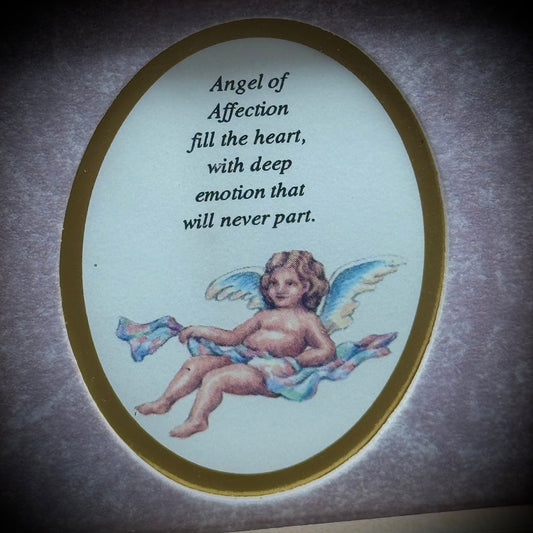 Angel of
Affection
fill the heart,
with deep
emotion that
will never part.